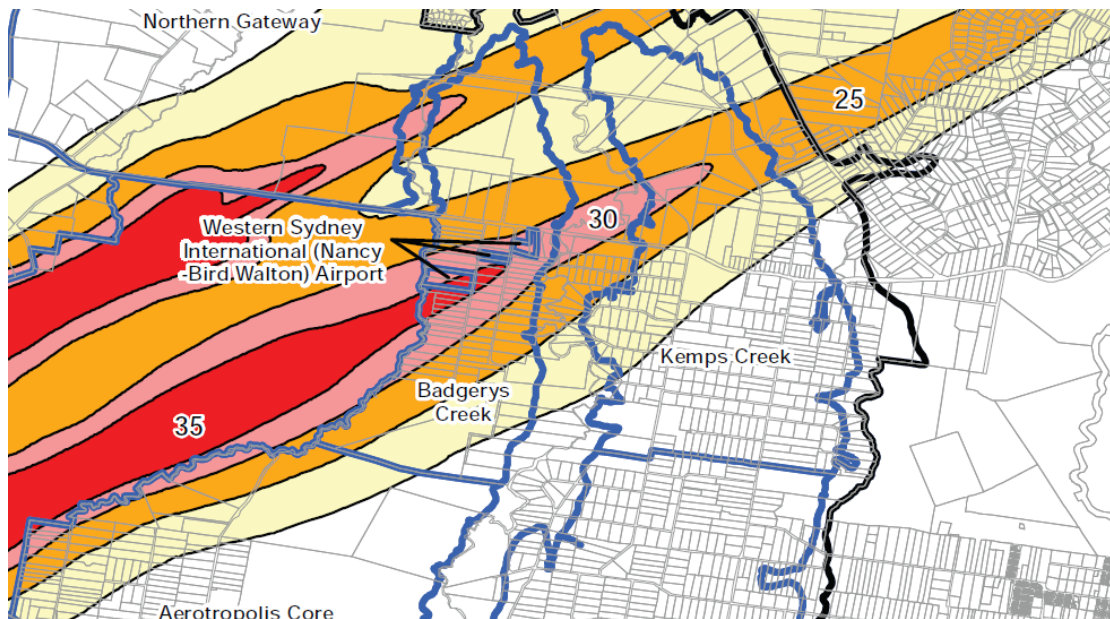 Northern Gateway
25
30
Western Sydney
International (Nancy
-Bird Walton) Airport
Kemps Creek
Badgerys
Creek
35
Aerotropolis Core